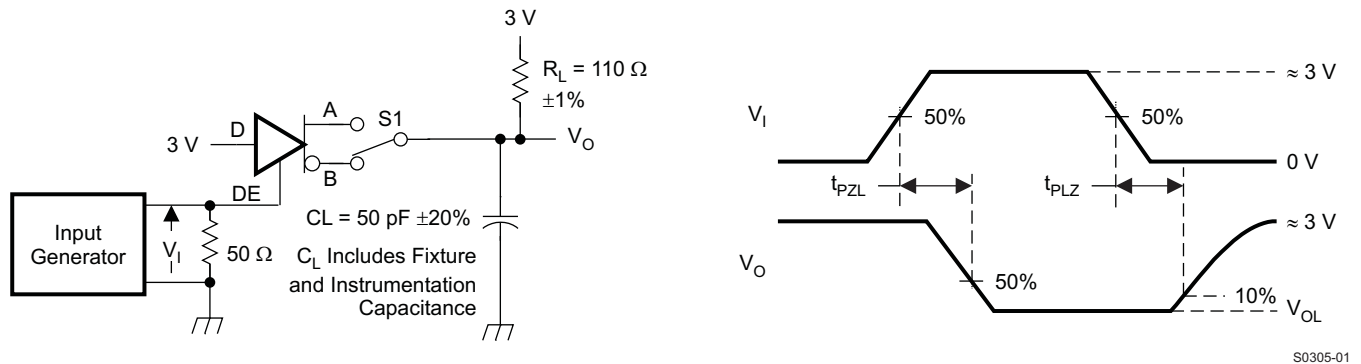 3 V
R_L = 110 Ω
±1%
A
S1
D
3 V
V_O
B
DE
CL = 50 pF ±20%
Input
Generator
V_I
50 Ω
C_L Includes Fixture
and Instrumentation
Capacitance
≈ 3 V
V_I
50%
50%
0 V
t_PZL
t_PLZ
≈ 3 V
V_O
50%
10%
V_OL
S0305-01